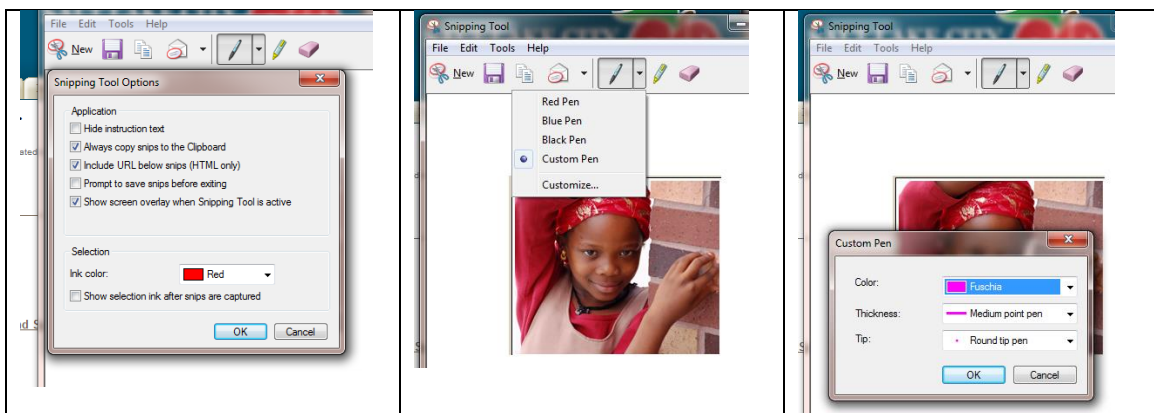 File Edit Tools Help
New
Snipping Tool Options
Application
Hide instruction text
Always copy snips to the Clipboard
Include URL below snips (HTML only)
Prompt to save snips before exiting
Show screen overlay when Snipping Tool is active
Selection
Ink color: Red
Show selection ink after snips are captured
OK Cancel
Snipping Tool
File Edit Tools Help
New
Red Pen
Blue Pen
Black Pen
Custom Pen
Customize...
Snipping Tool
File Edit Tools Help
New
Custom Pen
Color: Fuschia
Thickness: Medium point pen
Tip: Round tip pen
OK Cancel